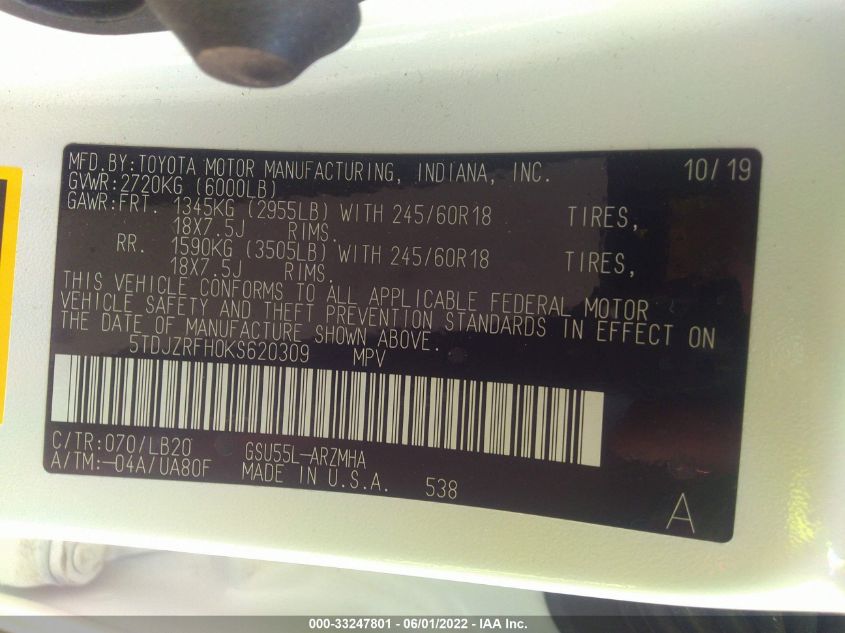 MFD.BY:TOYOTA MOTOR MANUFACTURING, INDIANA, INC. 10/19
GVWR:2720KG (6000LB)
GAWR:FRT. 1345KG (2955LB) WITH 245/60R18 TIRES,
18X7.5J RIMS.
RR. 1590KG (3505LB) WITH 245/60R18 TIRES,
18X7.5J RIMS.
THIS VEHICLE CONFORMS TO ALL APPLICABLE FEDERAL MOTOR
VEHICLE SAFETY AND THEFT PREVENTION STANDARDS IN EFFECT ON
THE DATE OF MANUFACTURE SHOWN ABOVE.
5TDJZRFH0KS620309 MPV
C/TR:070/LB20 GSU55L-ARZMHA
A/TM:-04A/UA80F MADE IN U.S.A. 538
A
000-33247801 - 06/01/2022 - IAA Inc.